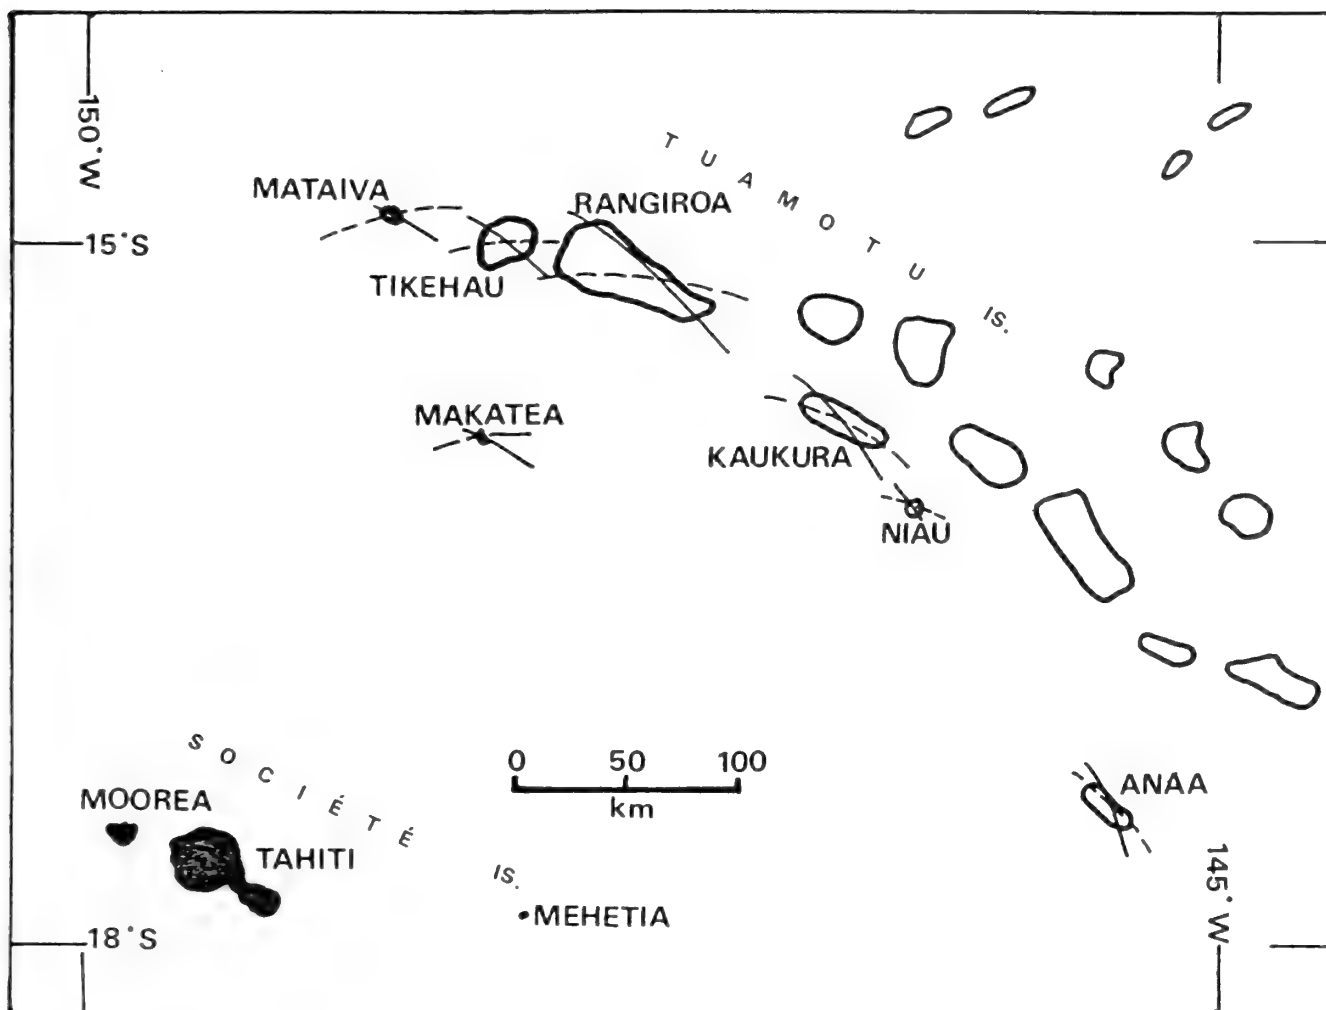 150°W
MATAIVA
TUAMOTU IS.
RANGIROA
15°S
TIKEHAU
MAKATEA
KAUKURA
NIAU
SOCIÉTÉ IS.
0 50 100
km
MOOREA
ANAA
TAHITI
145°W
MEHETIA
18°S